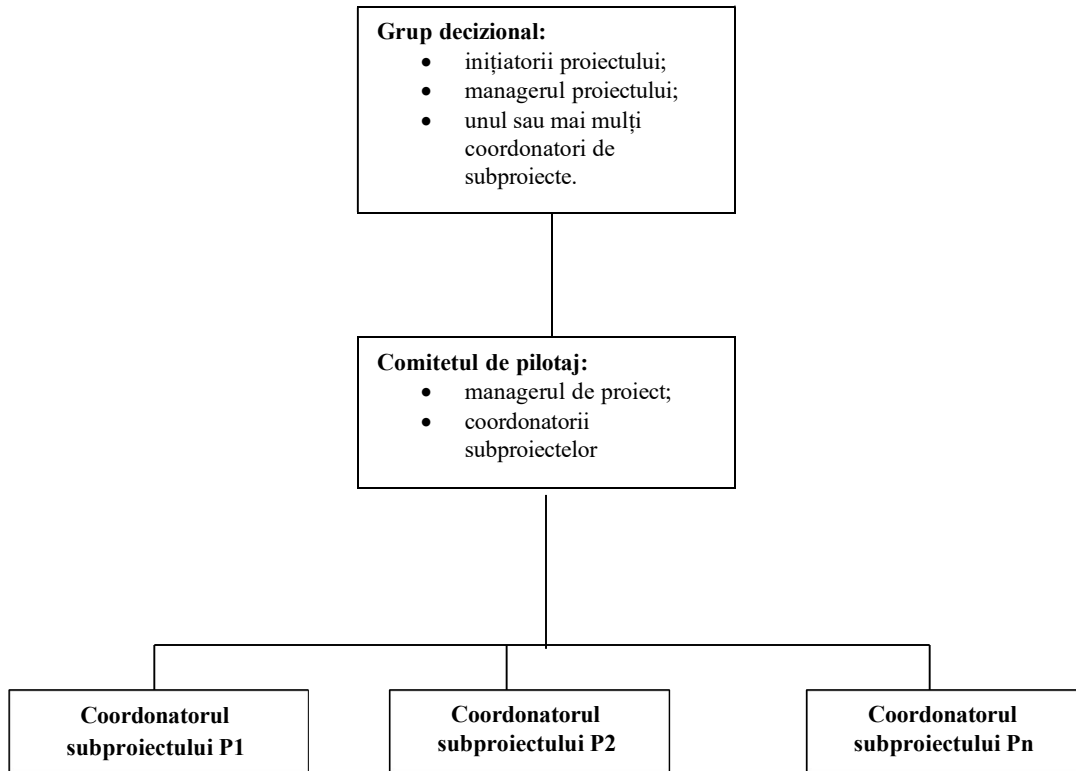 Grup decizional:
• inițiatorii proiectului;
• managerul proiectului;
• unul sau mai mulți
coordonatori de
subproiecte.
Comitetul de pilotaj:
• managerul de proiect;
• coordonatorii
subproiectelor
Coordonatorul
subproiectului P1
Coordonatorul
subproiectului P2
Coordonatorul
subproiectului Pn